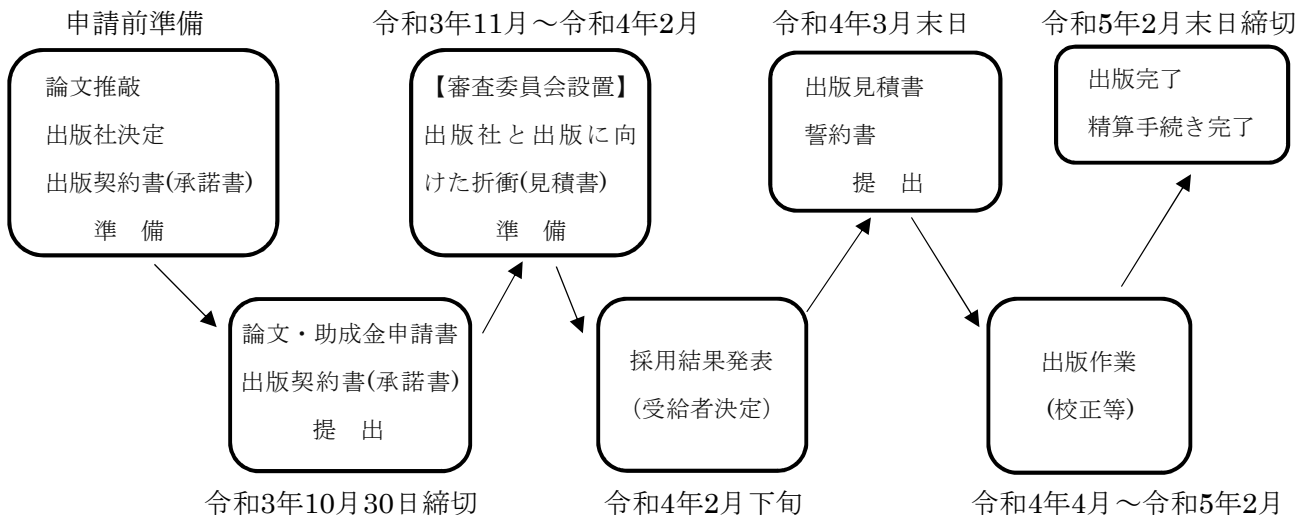 申請前準備
論文推敲
出版社決定
出版契約書(承諾書)
準 備
論文・助成金申請書
出版契約書(承諾書)
提 出
令和3年10月30日締切
令和3年11月～令和4年2月
【審査委員会設置】
出版社と出版に向
けた折衝(見積書)
準 備
採用結果発表
(受給者決定)
令和4年2月下旬
令和4年3月末日
出版見積書
誓約書
提 出
出版作業
(校正等)
令和4年4月～令和5年2月
令和5年2月末日締切
出版完了
精算手続き完了